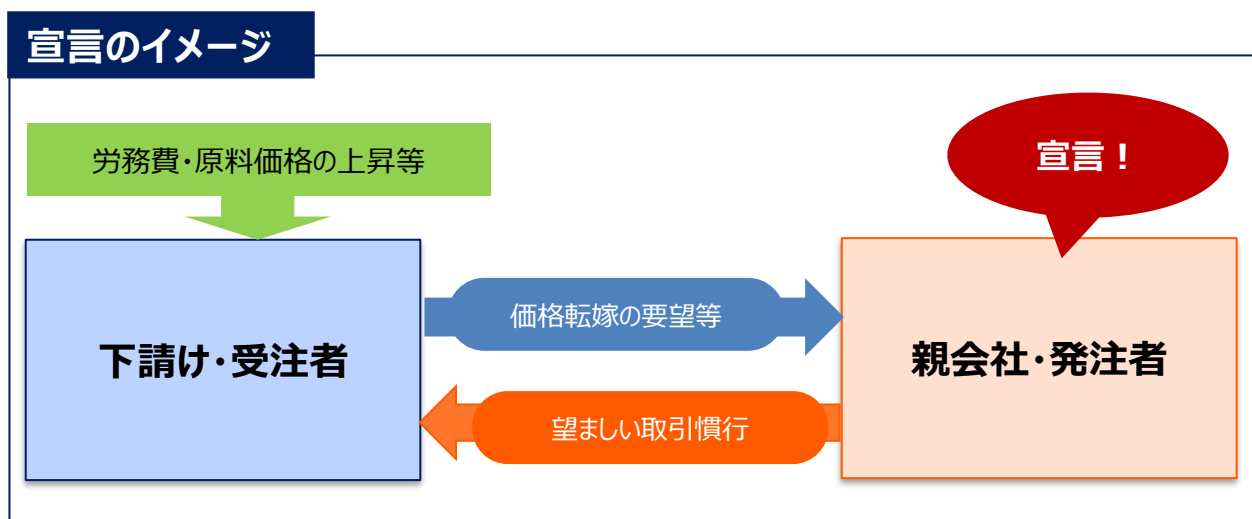 宣言のイメージ
労務費・原料価格の上昇等
宣言！
下請け・受注者
価格転嫁の要望等
親会社・発注者
望ましい取引慣行